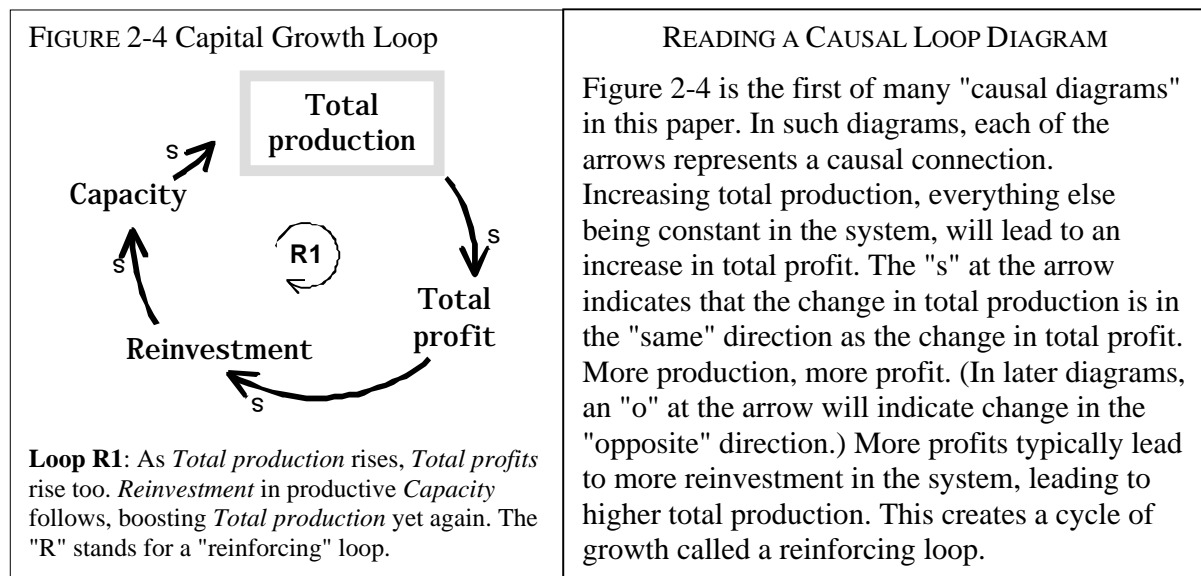 FIGURE 2-4 Capital Growth Loop
Total
production
s
Capacity
s
R1
s
Total
profit
Reinvestment
s
Loop R1: As Total production rises, Total profits
rise too. Reinvestment in productive Capacity
follows, boosting Total production yet again. The
"R" stands for a "reinforcing" loop.
READING A CAUSAL LOOP DIAGRAM
Figure 2-4 is the first of many "causal diagrams"
in this paper. In such diagrams, each of the
arrows represents a causal connection.
Increasing total production, everything else
being constant in the system, will lead to an
increase in total profit. The "s" at the arrow
indicates that the change in total production is in
the "same" direction as the change in total profit.
More production, more profit. (In later diagrams,
an "o" at the arrow will indicate change in the
"opposite" direction.) More profits typically lead
to more reinvestment in the system, leading to
higher total production. This creates a cycle of
growth called a reinforcing loop.